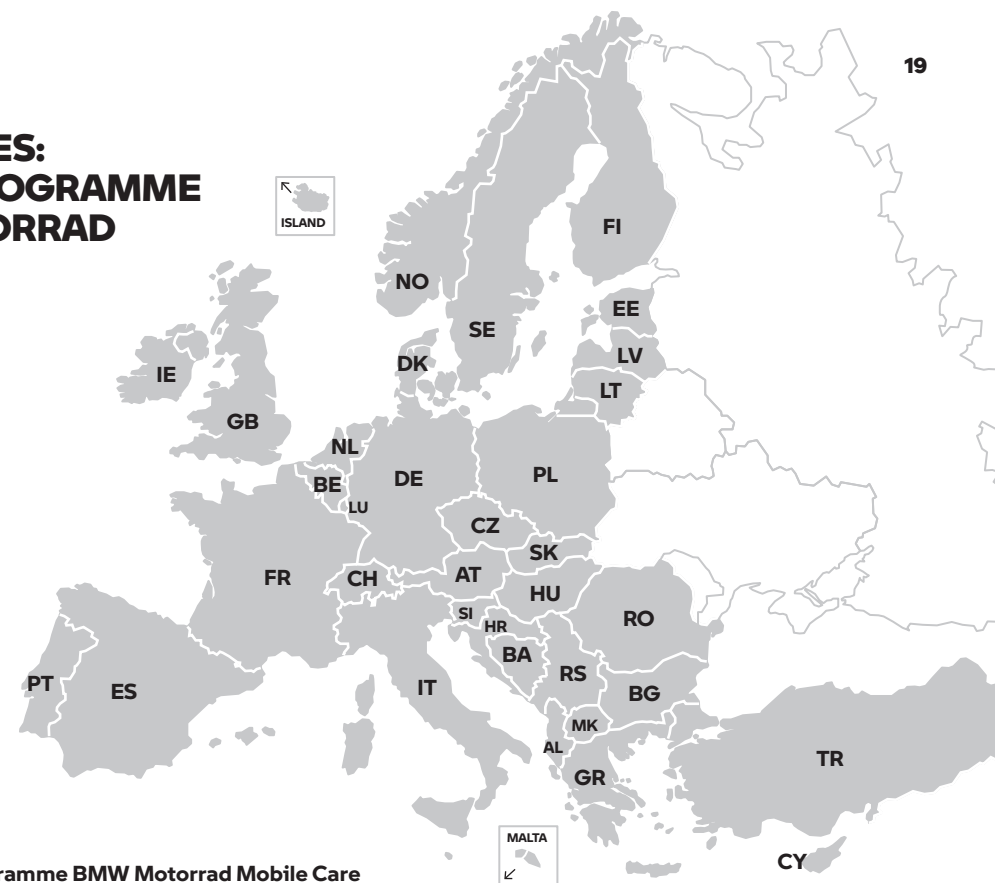 19
ES:
OGRAMME
ORRAD
ISLAND
FI
NO
EE
SE
LV
DK
IE
LT
GB
NL
PL
DE
BE
LU
CZ
SK
AT
FR
CH
HU
SI
RO
HR
BA
RS
PT
IT
ES
BG
MK
AL
TR
GR
MALTA
CY
ramme BMW Motorrad Mobile Care